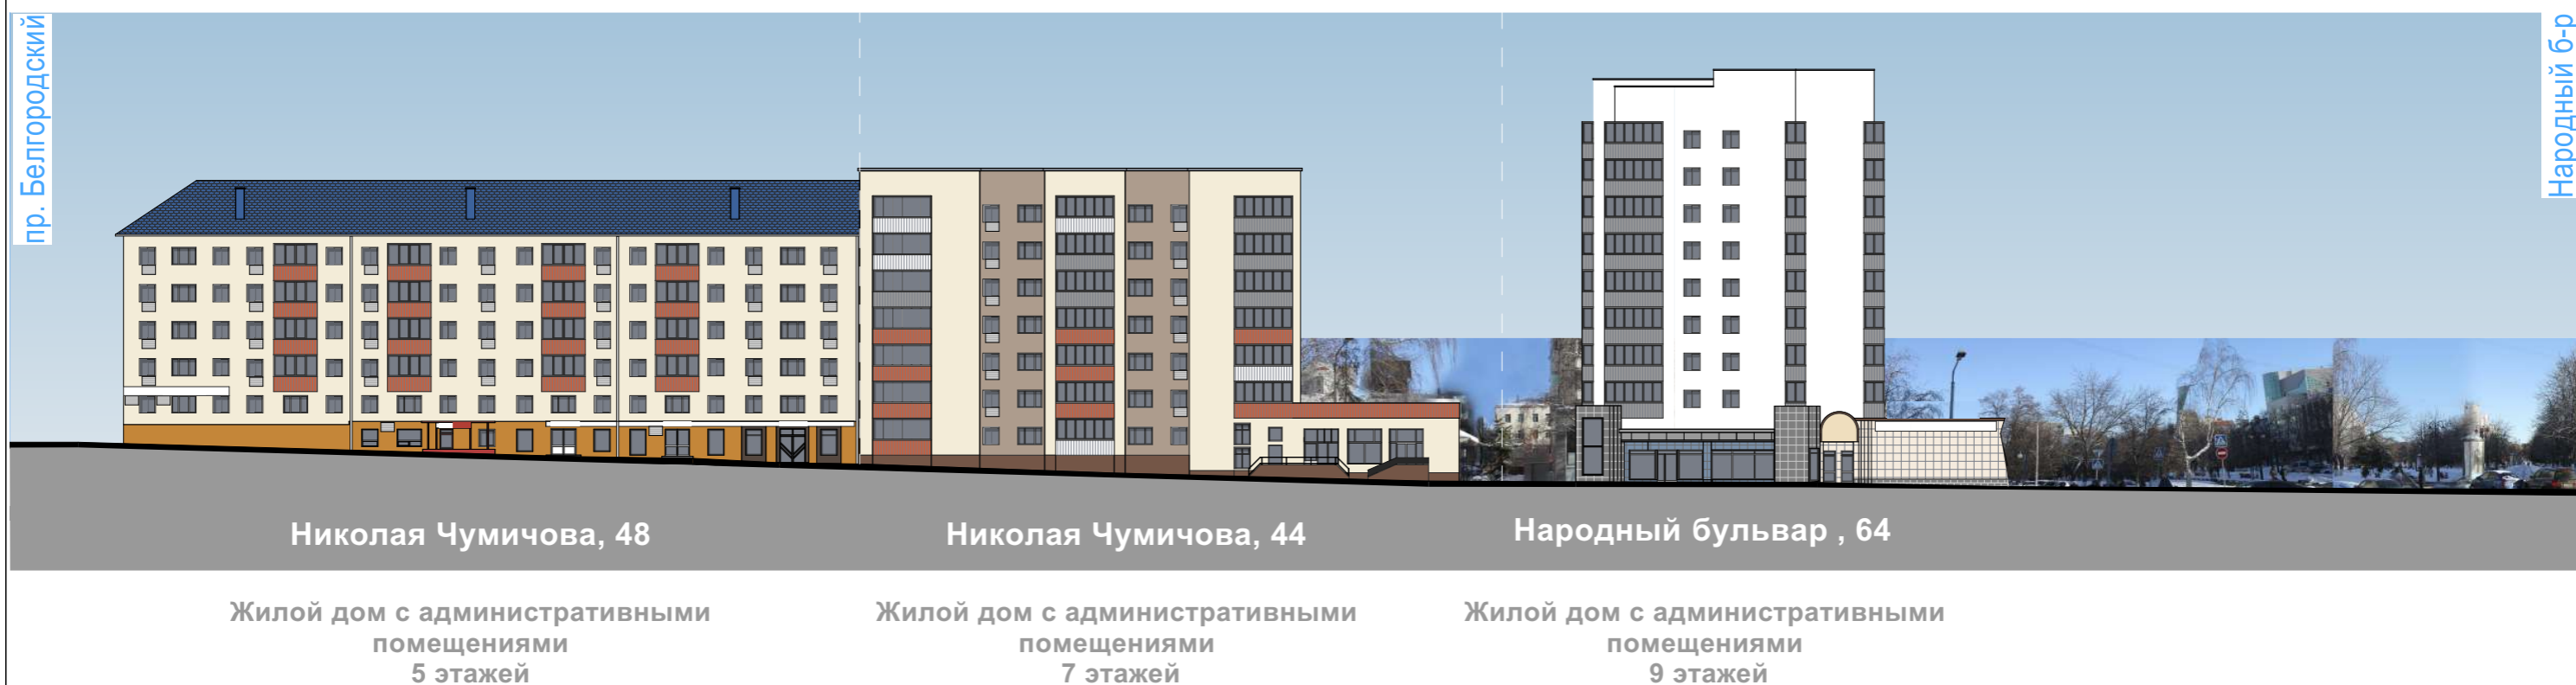 пр. Белгородский
Народный б-р
Николая Чумичова, 48
Николая Чумичова, 44
Народный бульвар , 64
Жилой дом с административными
помещениями
5 этажей
Жилой дом с административными
помещениями
7 этажей
Жилой дом с административными
помещениями
9 этажей